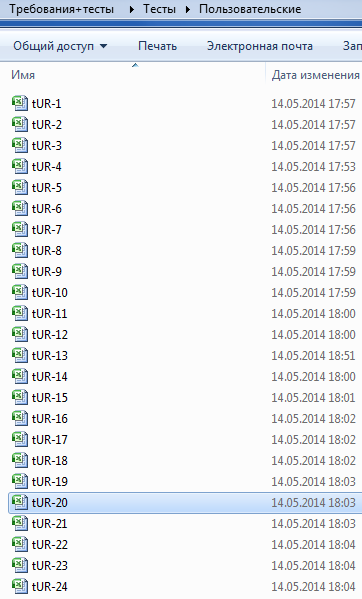 Требования+тесты ▸ Тесты ▸ Пользовательские
Общий доступ ▼ Печать Электронная почта Зап
Имя Дата изменения
tUR-1 14.05.2014 17:57
tUR-2 14.05.2014 17:57
tUR-3 14.05.2014 17:57
tUR-4 14.05.2014 17:53
tUR-5 14.05.2014 17:56
tUR-6 14.05.2014 17:56
tUR-7 14.05.2014 17:56
tUR-8 14.05.2014 17:59
tUR-9 14.05.2014 17:59
tUR-10 14.05.2014 17:59
tUR-11 14.05.2014 18:00
tUR-12 14.05.2014 18:00
tUR-13 14.05.2014 18:51
tUR-14 14.05.2014 18:00
tUR-15 14.05.2014 18:01
tUR-16 14.05.2014 18:02
tUR-17 14.05.2014 18:02
tUR-18 14.05.2014 18:02
tUR-19 14.05.2014 18:03
tUR-20 14.05.2014 18:03
tUR-21 14.05.2014 18:03
tUR-22 14.05.2014 18:04
tUR-23 14.05.2014 18:04
tUR-24 14.05.2014 18:04